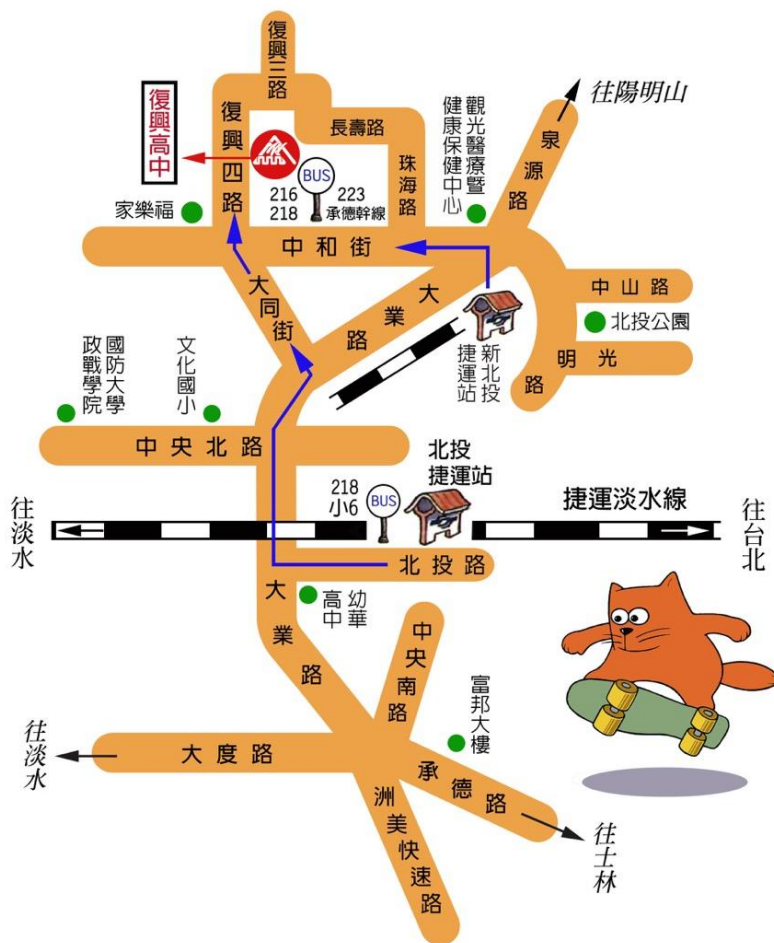 復興三路
往陽明山
復興高中
復興四路
長壽路
珠海路
觀光醫療暨
健康保健中心
泉源路
BUS
216
218
223
承德幹線
家樂福
中和街
大同街
大業路
中山路
北投公園
明光路
新北投
捷運站
國防大學
政戰學院
文化國小
中央北路
北投
捷運站
218
小6
BUS
捷運淡水線
往淡水
往台北
北投路
大業路
幼華
高中
中央南路
富邦大樓
往淡水
大度路
承德路
洲美快速路
往士林